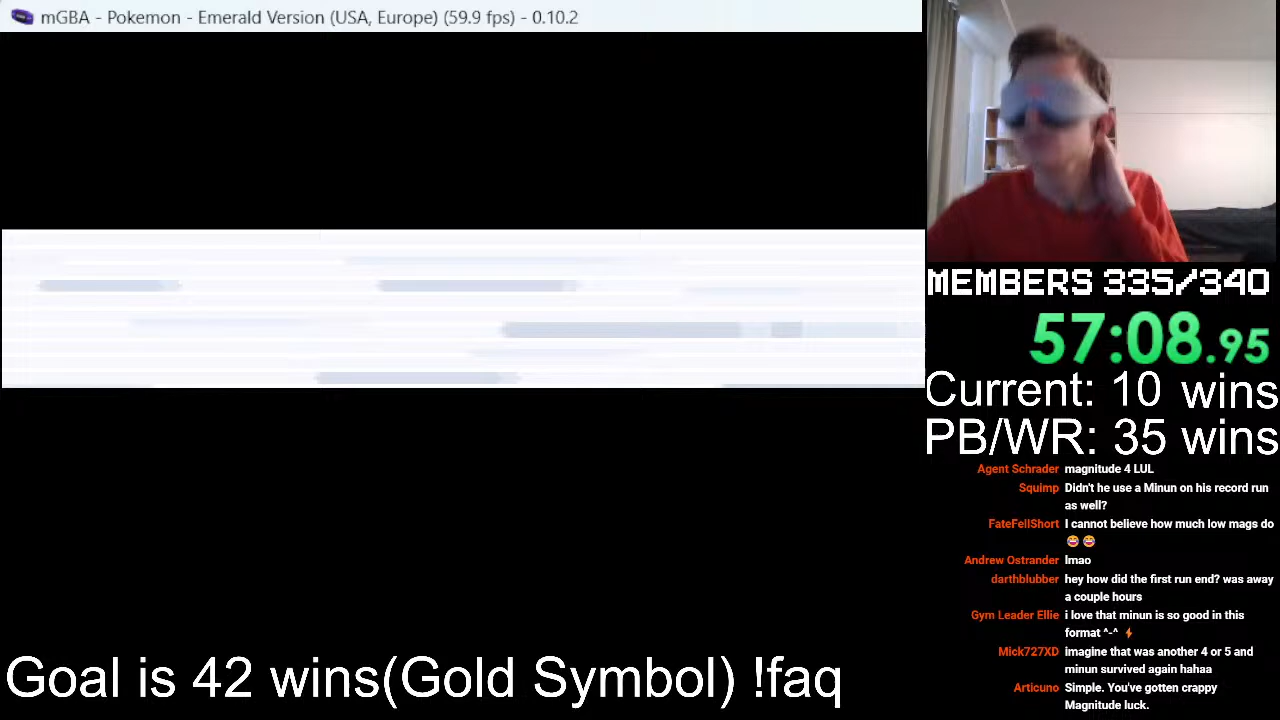 mGBA - Pokemon - Emerald Version (USA, Europe) (59.9 fps) - 0.10.2
MEMBERS 335/340
57:08.95
Current: 10 wins
PB/WR: 35 wins
Agent Schrader magnitude 4 LUL
Squimp Didn't he use a Minun on his record run
as well?
FateFellShort I cannot believe how much low mags do
😂 😂
Andrew Ostrander lmao
darthblubber hey how did the first run end? was away
a couple hours
Gym Leader Ellie i love that minun is so good in this
format ^-^ ⚡
Mick727XD imagine that was another 4 or 5 and
minun survived again hahaa
Articuno Simple. You've gotten crappy
Magnitude luck.
Goal is 42 wins(Gold Symbol) !faq